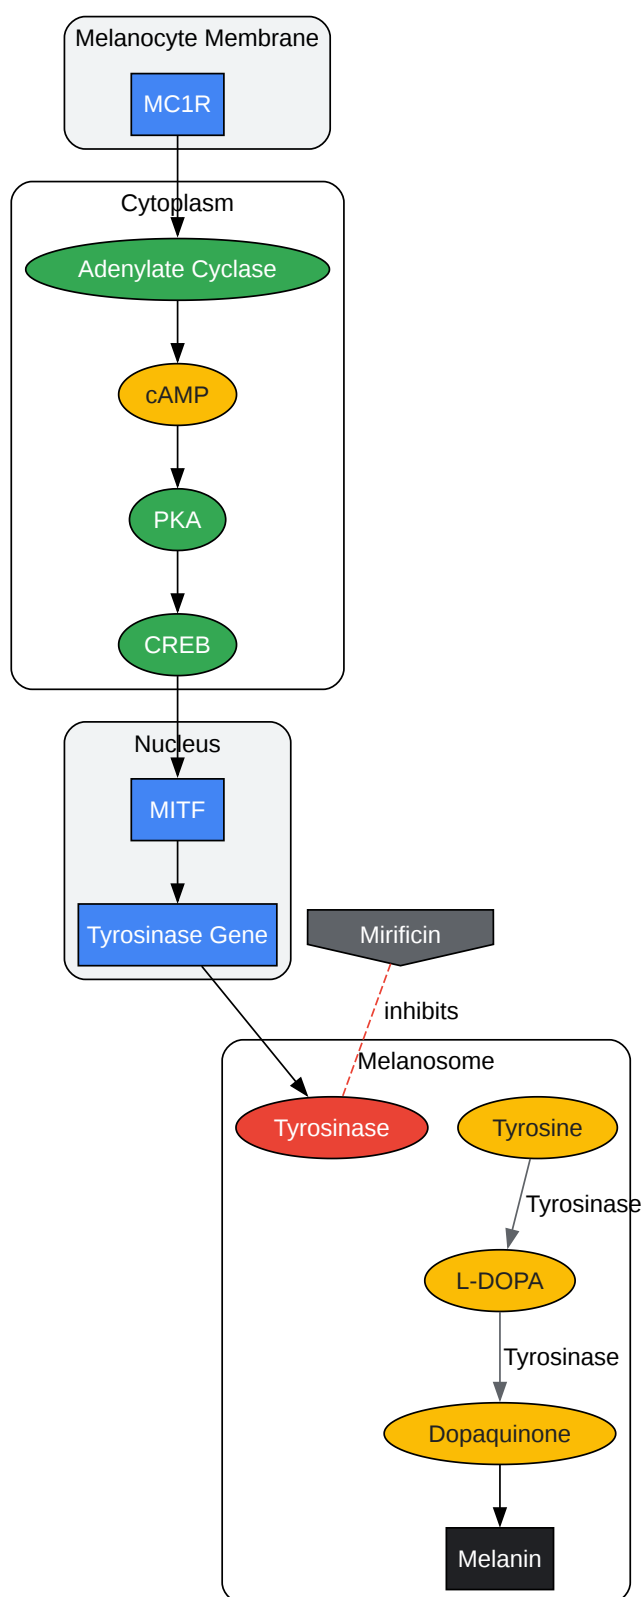 Melanocyte Membrane
MC1R
Cytoplasm
Adenylate Cyclase
cAMP
PKA
CREB
Nucleus
MITF
Tyrosinase Gene
Mirificin
inhibits
Melanosome
Tyrosinase
Tyrosine
Tyrosinase
L-DOPA
Tyrosinase
Dopaquinone
Melanin